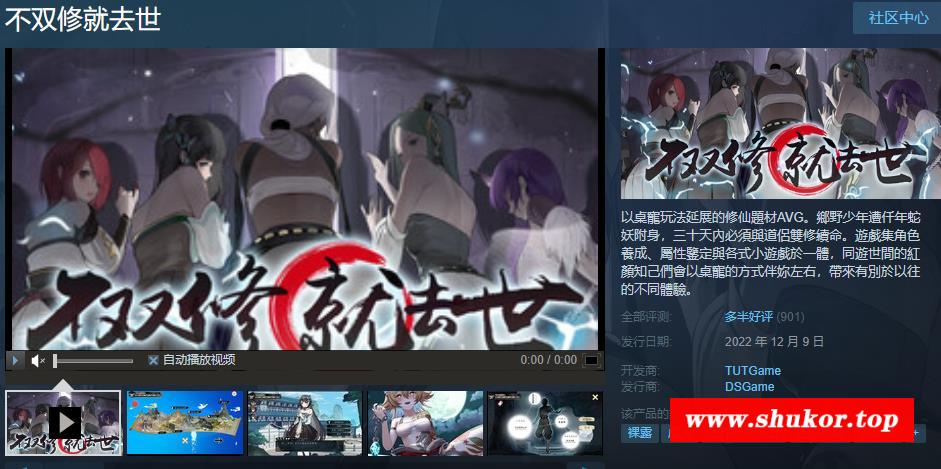 不双修就去世
社区中心
不双修就去世
不双修就去世
以桌寵玩法延展的修仙題材AVG。鄉野少年遭仟年蛇
妖附身，三十天內必須與道侶雙修續命。遊戲集角色
養成、屬性鑒定與各式小遊戲於一體，同遊世間的紅
顏知己們會以桌寵的方式伴妳左右，帶來有別於以往
的不同體驗。
全部评测:
多半好评 (901)
发行日期:
2022 年 12 月 9 日
自动播放视频
0:00 / 0:00
开发商:
TUTGame
发行商:
DSGame
该产品的
www.shukor.top
裸露
+
不双修就去世